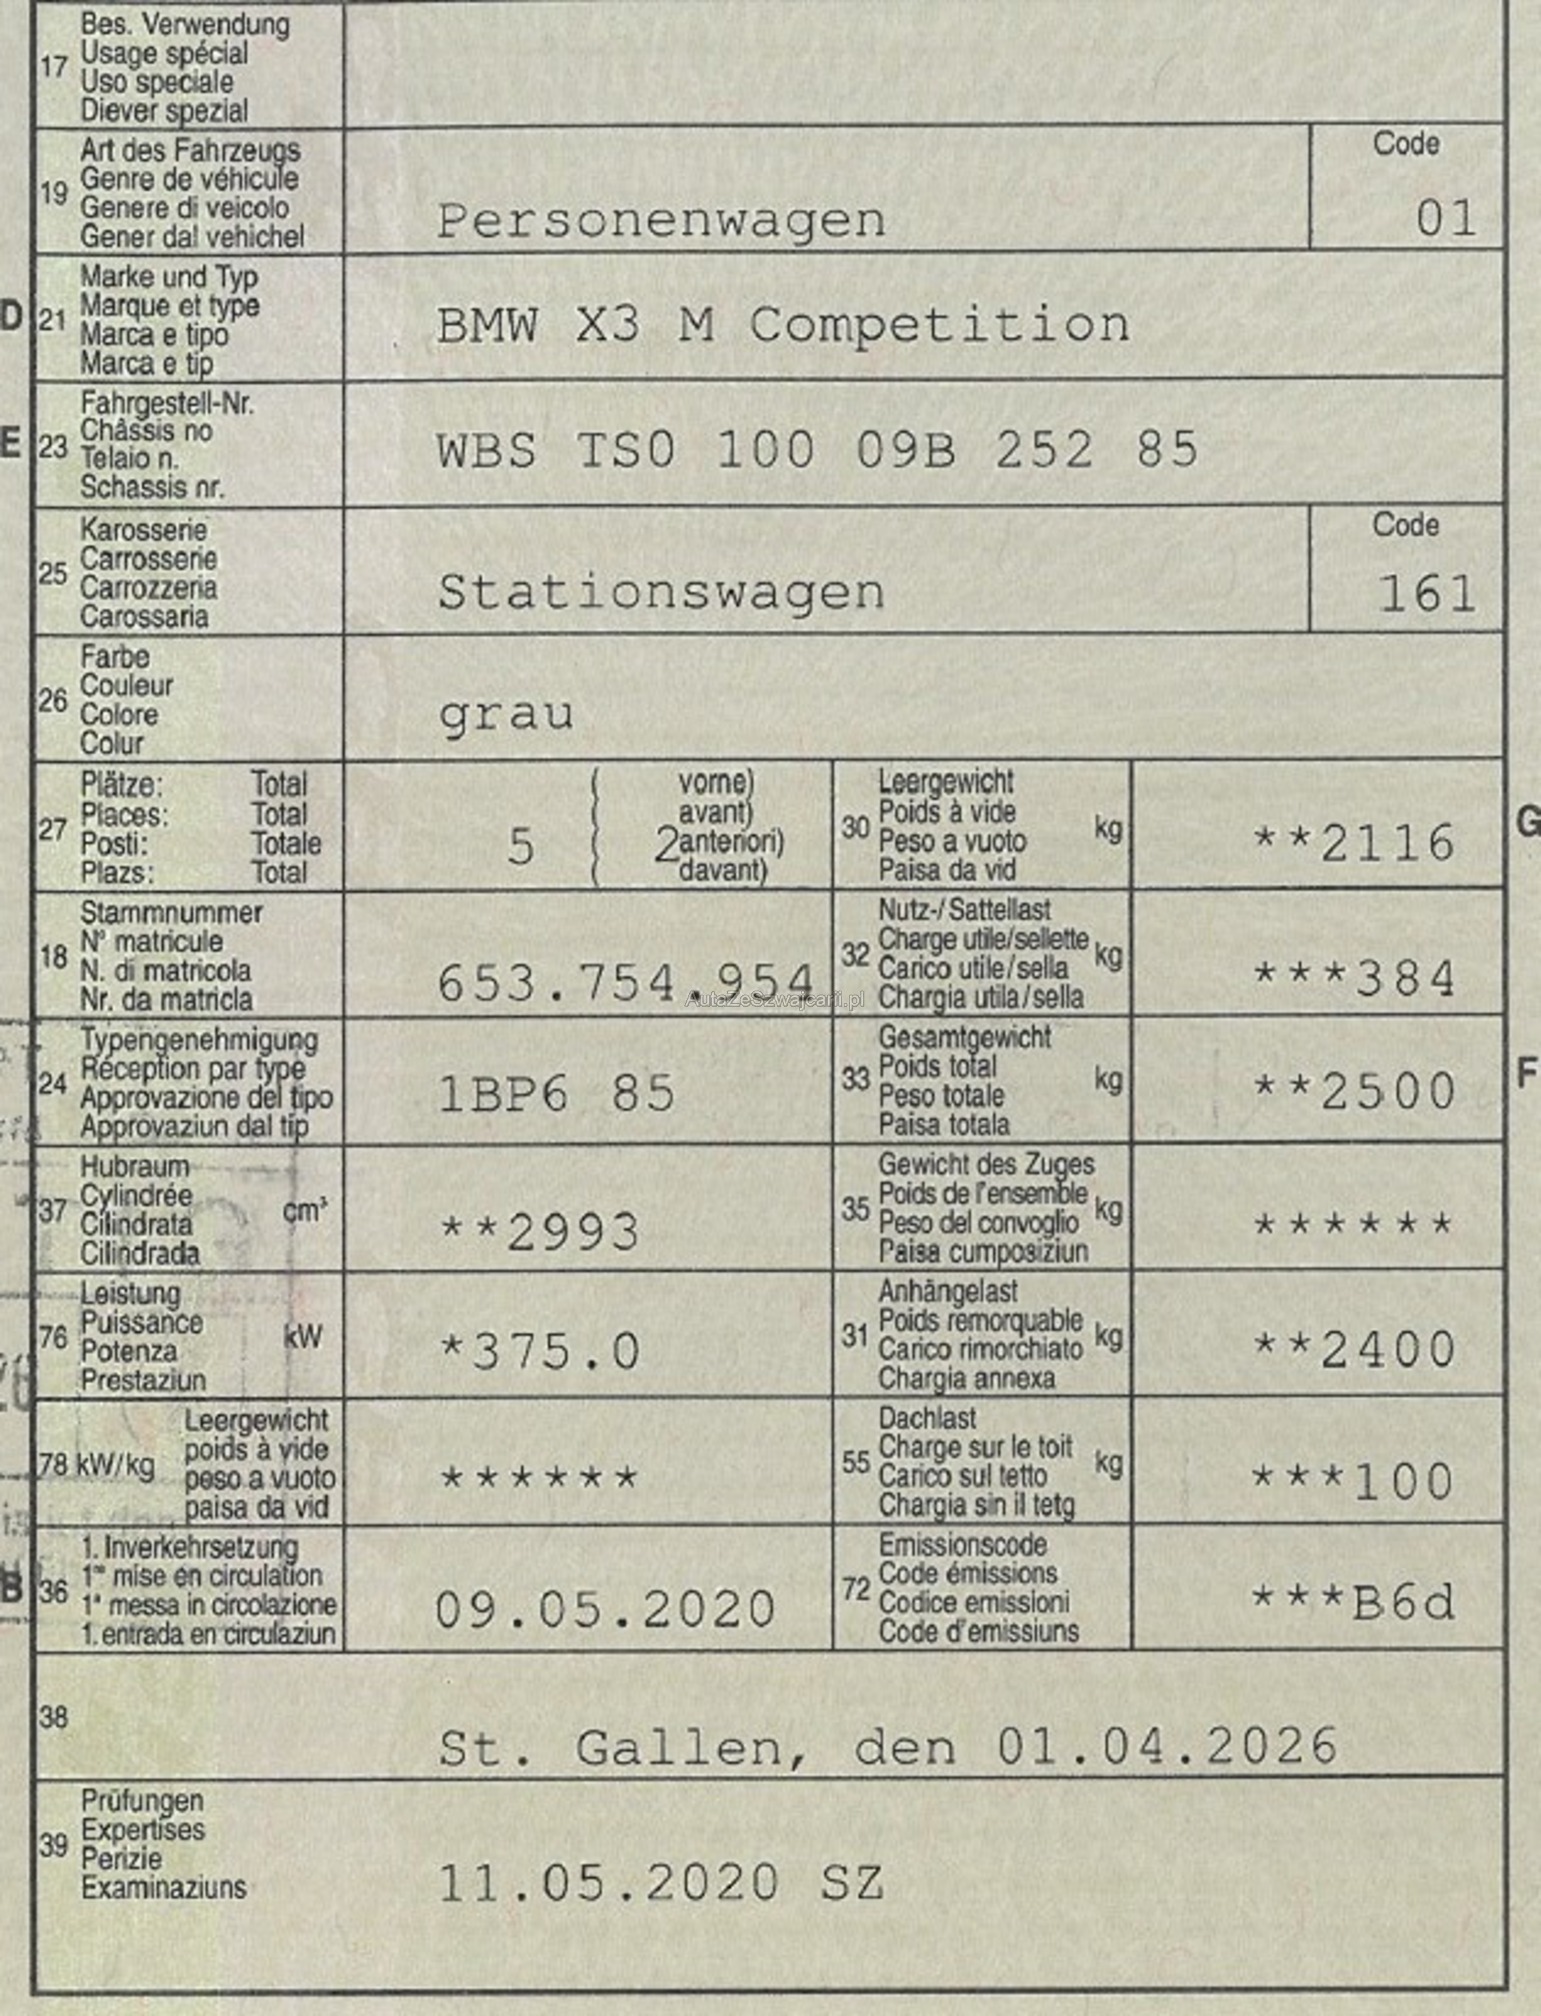 17 Bes. Verwendung
Usage spécial
Uso speciale
Diever spezial
19 Art des Fahrzeugs
Genre de véhicule
Genere di veicolo
Gener dal vehichel
Personenwagen
Code
01
D 21 Marke und Typ
Marque et type
Marca e tipo
Marca e tip
BMW X3 M Competition
E 23 Fahrgestell-Nr.
Châssis no
Telaio n.
Schassis nr.
WBS TS0 100 09B 252 85
25 Karosserie
Carrosserie
Carrozzeria
Carossaria
Stationswagen
Code
161
26 Farbe
Couleur
Colore
Colur
grau
27 Plätze: Total
Places: Total
Posti: Totale
Plazs: Total
5
( vorne)
( avant)
( 2 anteriori)
( davant)
30 Leergewicht
Poids à vide
Peso a vuoto
Paisa da vid
kg
**2116
G
18 Stammnummer
N° matricule
N. di matricola
Nr. da matricla
653.754.954
AutaZeSzwajcarii.pl
32 Nutz-/Sattellast
Charge utile/sellette
Carico utile/sella
Chargia utila/sella
kg
***384
24 Typengenehmigung
Réception par type
Approvazione del tipo
Approvaziun dal tip
1BP6 85
33 Gesamtgewicht
Poids total
Peso totale
Paisa totala
kg
**2500
F
37 Hubraum
Cylindrée
Cilindrata
Cilindrada
cm³
**2993
35 Gewicht des Zuges
Poids de l'ensemble
Peso del convoglio
Paisa cumposiziun
kg
******
76 Leistung
Puissance
Potenza
Prestaziun
kW
*375.0
31 Anhängelast
Poids remorquable
Carico rimorchiato
Chargia annexa
kg
**2400
78 kW/kg
Leergewicht
poids à vide
peso a vuoto
paisa da vid
******
55 Dachlast
Charge sur le toit
Carico sul tetto
Chargia sin il tetg
kg
***100
B 36 1. Inverkehrsetzung
1re mise en circulation
1a messa in circolazione
1. entrada en circulaziun
09.05.2020
72 Emissionscode
Code émissions
Codice emissioni
Code d'emissiuns
***B6d
38
St. Gallen, den 01.04.2026
39 Prüfungen
Expertises
Perizie
Examinaziuns
11.05.2020 SZ